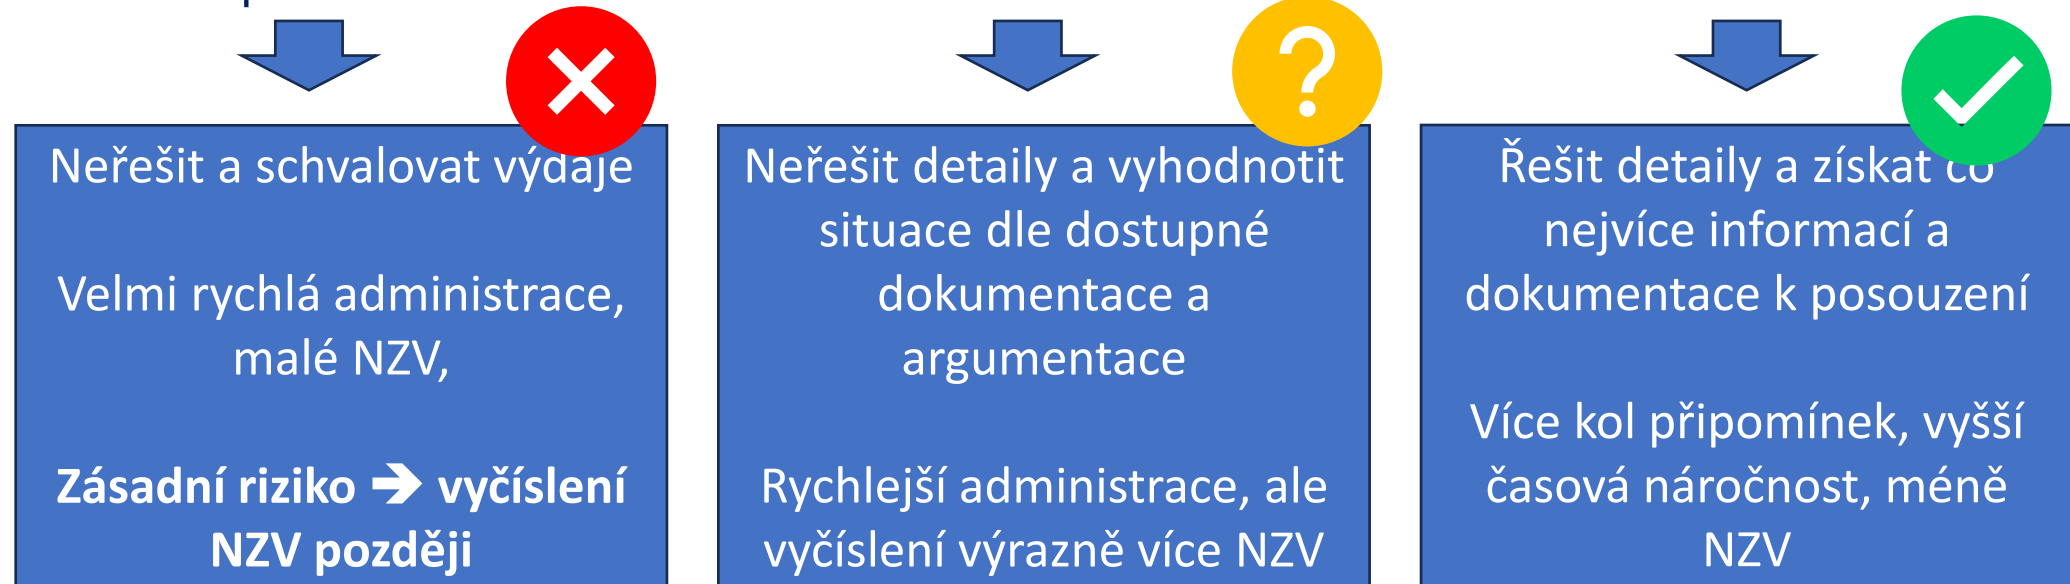 Neřešit a schvalovat výdaje
Velmi rychlá administrace,
malé NZV,
Zásadní riziko ➔ vyčíslení
NZV později
Neřešit detaily a vyhodnotit
situace dle dostupné
dokumentace a
argumentace
Rychlejší administrace, ale
vyčíslení výrazně více NZV
Řešit detaily a získat co
nejvíce informací a
dokumentace k posouzení
Více kol připomínek, vyšší
časová náročnost, méně
NZV